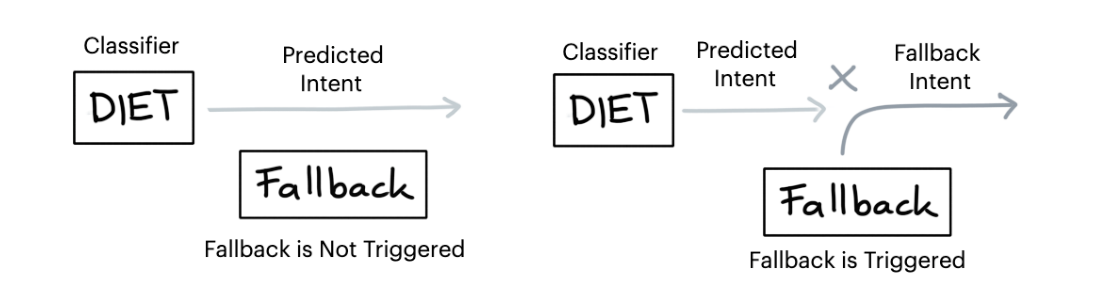 Classifier
DIET
Predicted
Intent
Fallback
Fallback is Not Triggered
Classifier
DIET
Predicted
Intent
Fallback
Intent
Fallback
Fallback is Triggered